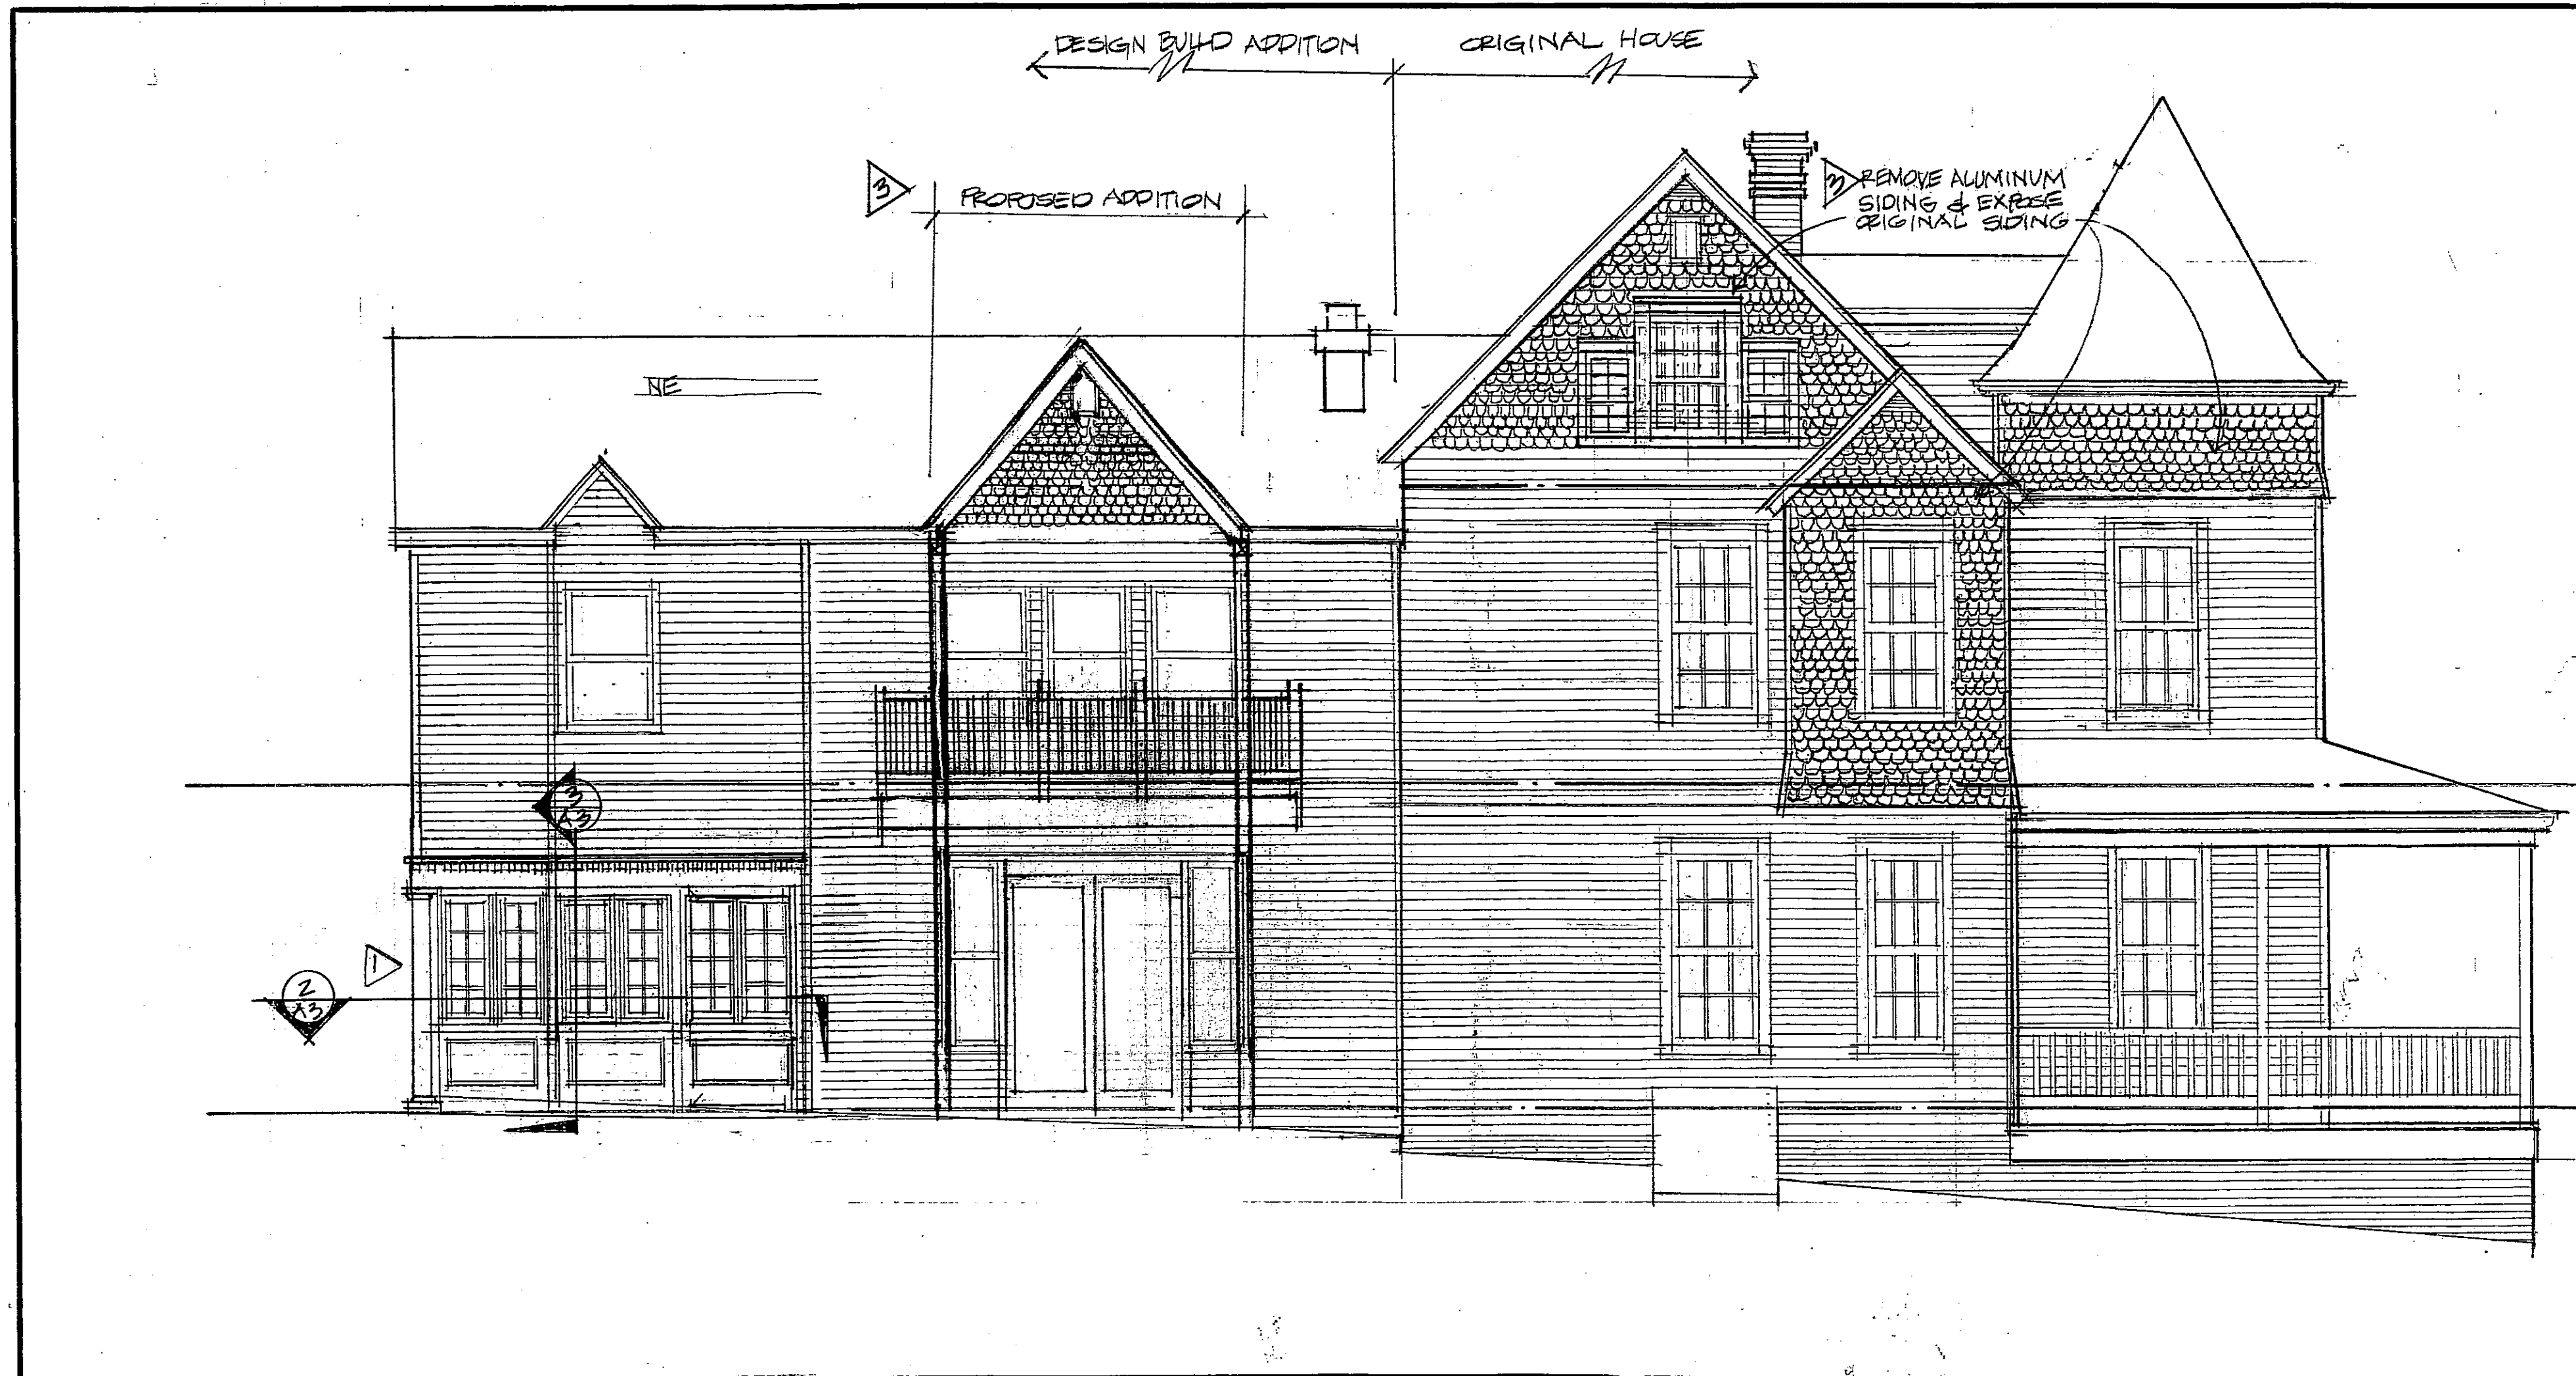 DESIGN BUILD ADDITION
ORIGINAL HOUSE
3
PROPOSED ADDITION
3
REMOVE ALUMINUM
SIDING & EXPOSE
ORIGINAL SIDING
NE
3
A3
1
2
A3